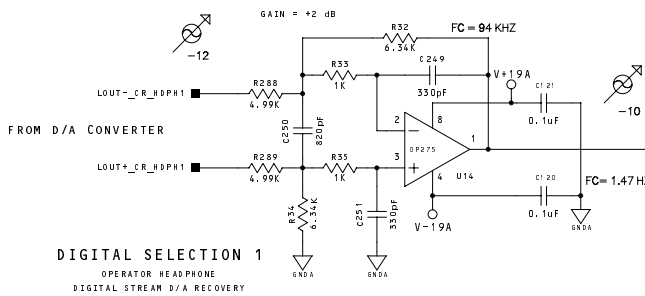 GAIN = +2 dB
R32
6.34K
FC = 94 KHZ
-12
R33
1K
C249
330pF
V+19A
C121
0.1uF
-10
LOUT-_CR_HDPH1
R288
4.99K
C250
820pF
2
8
1
OP275
3
4
U14
FROM D/A CONVERTER
LOUT+_CR_HDPH1
R289
4.99K
R35
1K
C120
0.1uF
FC= 1.47 H
R34
6.34K
C251
330pF
V-19A
GNDA
GNDA
GNDA
DIGITAL SELECTION 1
OPERATOR HEADPHONE
DIGITAL STREAM D/A RECOVERY